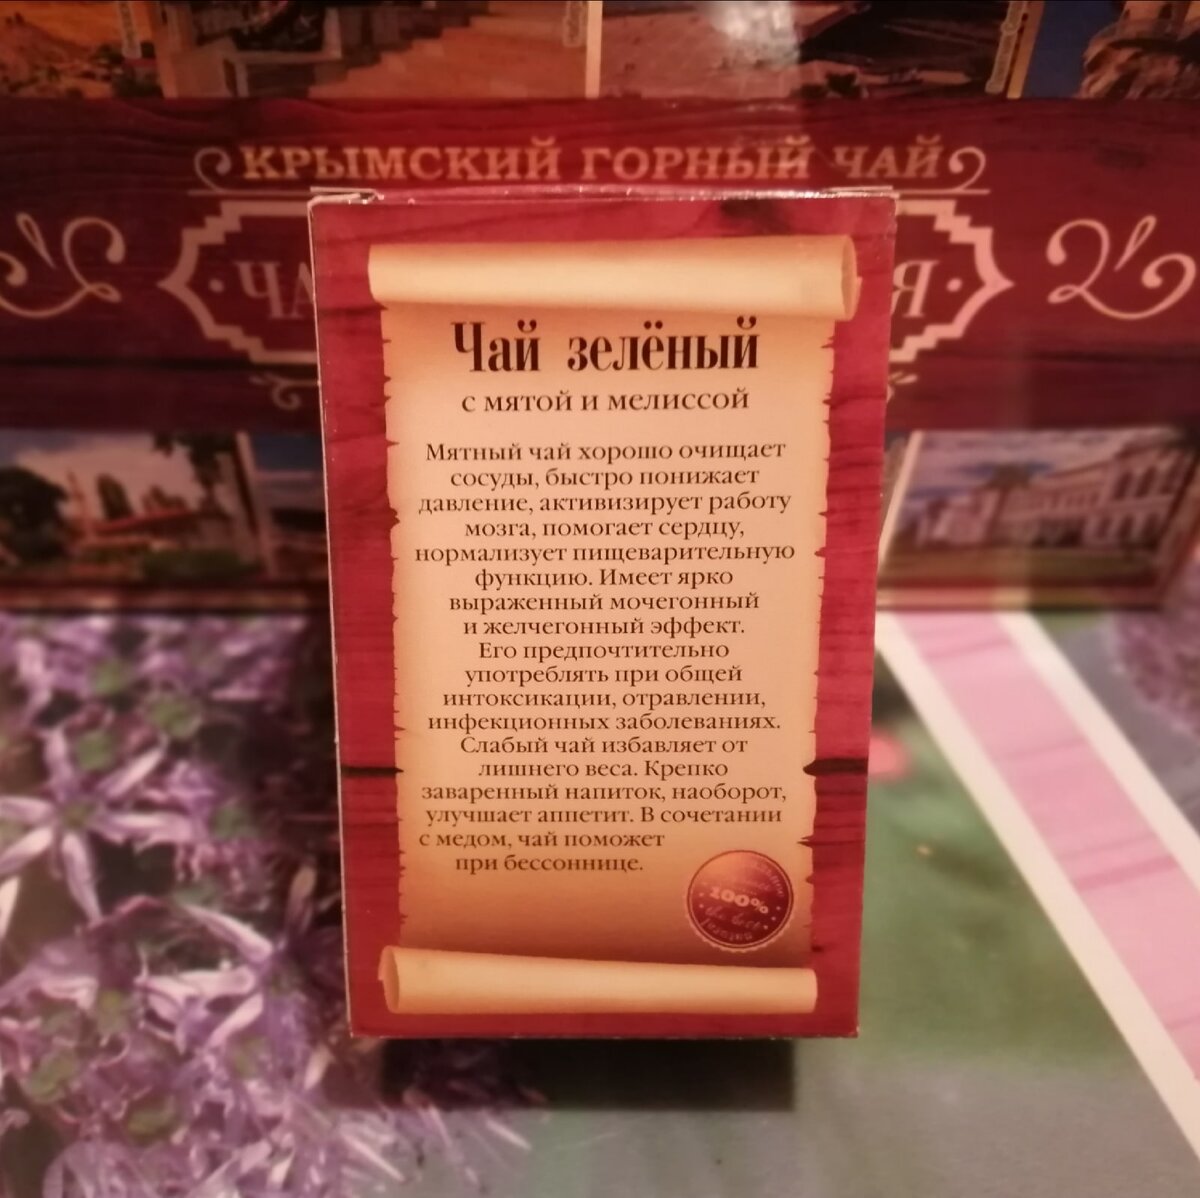 КРЫМСКИЙ ГОРНЫЙ ЧАЙ
Чай зелёный
с мятой и мелиссой
Мятный чай хорошо очищает
сосуды, быстро понижает
давление, активизирует работу
мозга, помогает сердцу,
нормализует пищеварительную
функцию. Имеет ярко
выраженный мочегонный
и желчегонный эффект.
Его предпочтительно
употреблять при общей
интоксикации, отравлении,
инфекционных заболеваниях.
Слабый чай избавляет от
лишнего веса. Крепко
заваренный напиток, наоборот,
улучшает аппетит. В сочетании
с медом, чай поможет
при бессоннице.
100%
the best